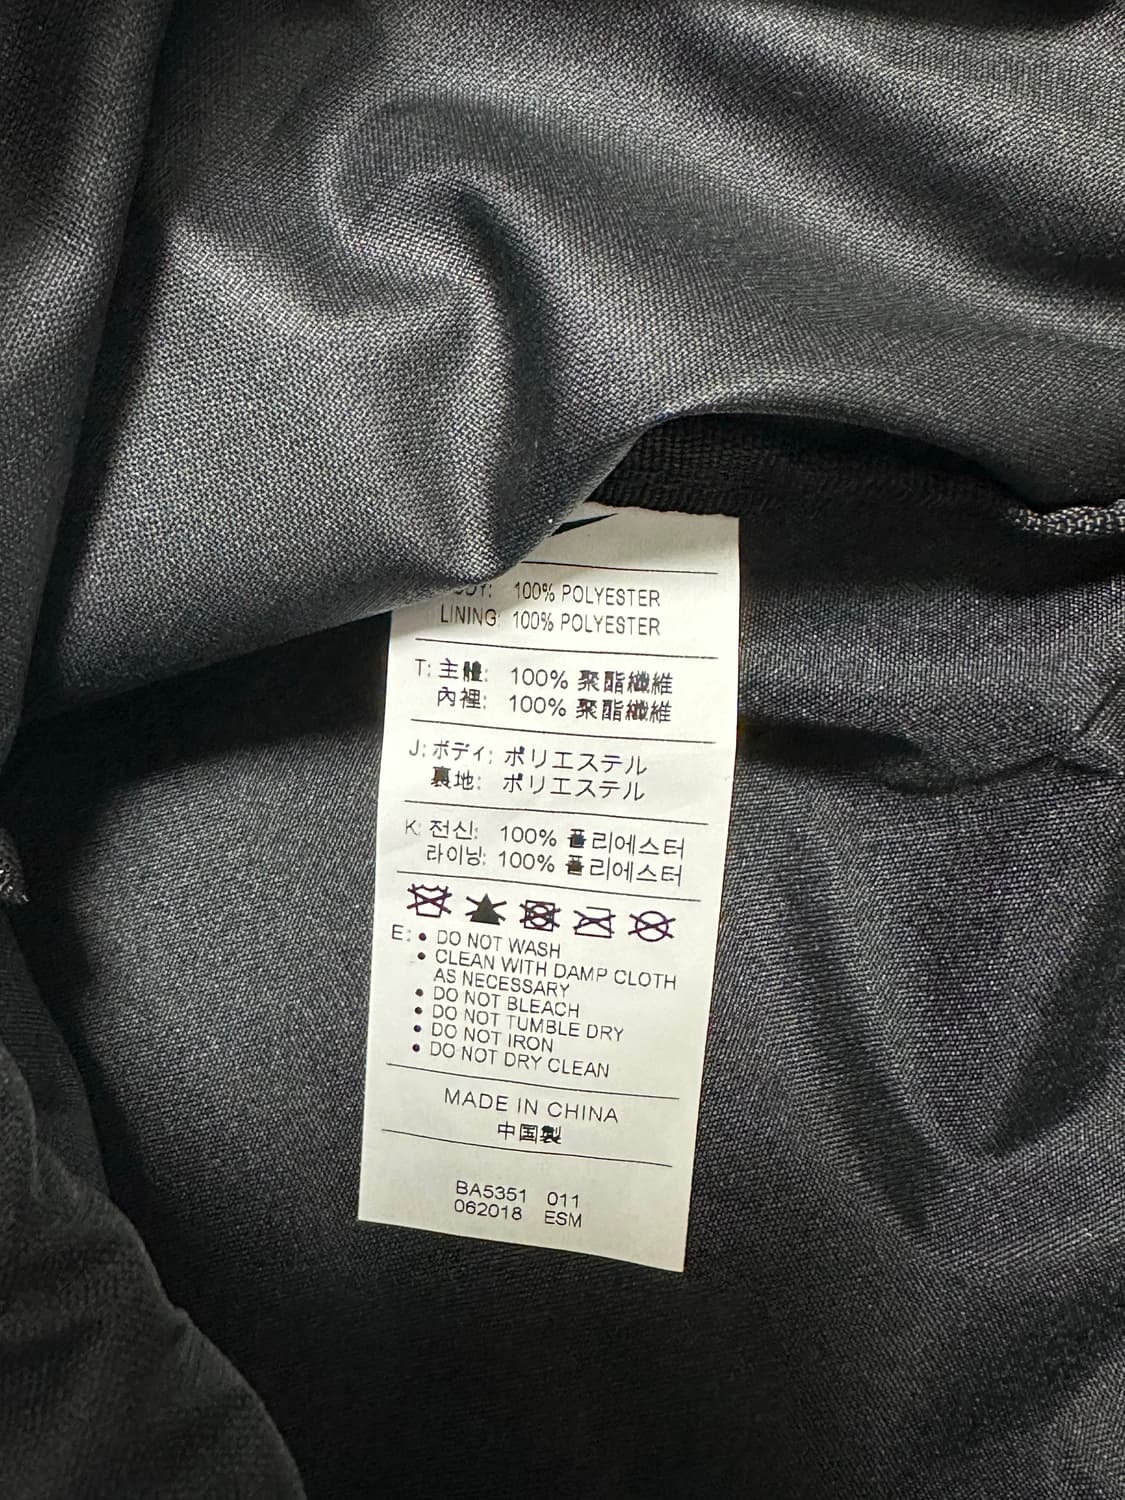 100% POLYESTER
LINING: 100% POLYESTER
T: 主體: 100% 聚酯纖維
內裡: 100% 聚酯纖維
J: ボディ: ポリエステル
裏地: ポリエステル
K: 전신: 100% 폴리에스터
라이닝: 100% 폴리에스터
E: • DO NOT WASH
• CLEAN WITH DAMP CLOTH
AS NECESSARY
• DO NOT BLEACH
• DO NOT TUMBLE DRY
• DO NOT IRON
• DO NOT DRY CLEAN
MADE IN CHINA
中国製
BA5351 011
062018 ESM